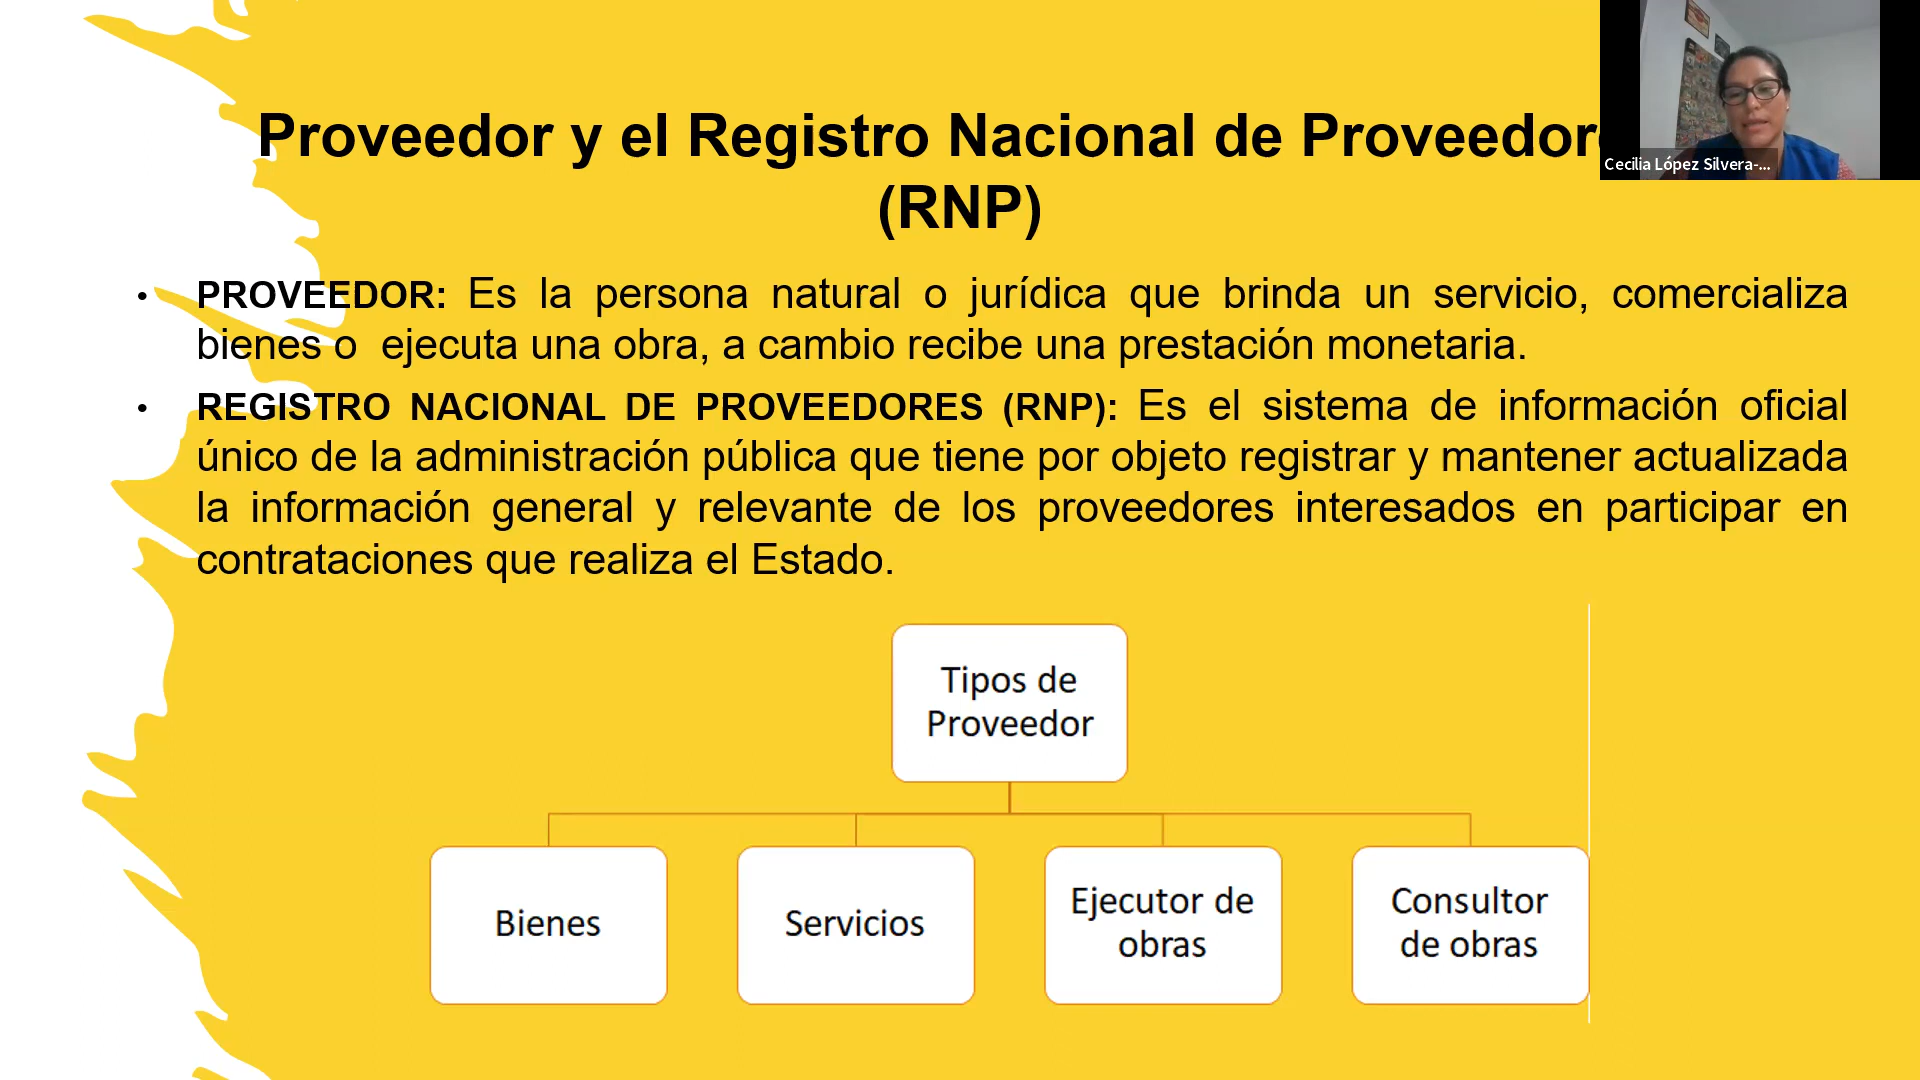 Proveedor y el Registro Nacional de Proveedor
(RNP)
Cecilia López Silvera-...
• PROVEEDOR: Es la persona natural o jurídica que brinda un servicio, comercializa
bienes o ejecuta una obra, a cambio recibe una prestación monetaria.
• REGISTRO NACIONAL DE PROVEEDORES (RNP): Es el sistema de información oficial
único de la administración pública que tiene por objeto registrar y mantener actualizada
la información general y relevante de los proveedores interesados en participar en
contrataciones que realiza el Estado.
Tipos de
Proveedor
Bienes
Servicios
Ejecutor de
obras
Consultor
de obras